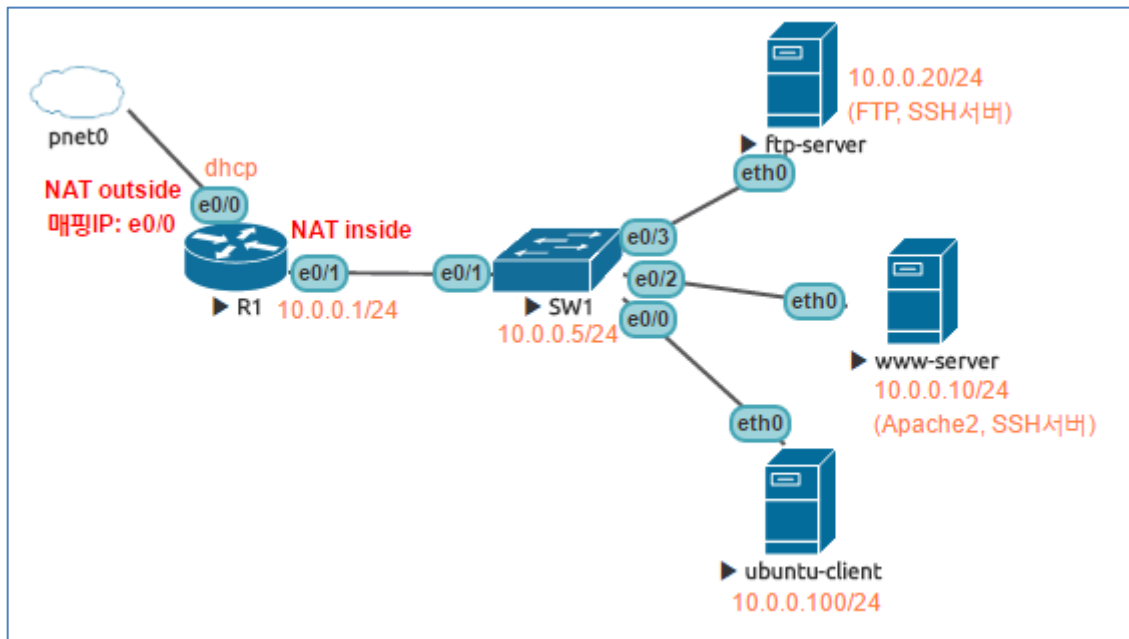 pnet0
dhcp
NAT outside
매핑IP: e0/0
e0/0
NAT inside
e0/1
R1
10.0.0.1/24
e0/1
SW1
10.0.0.5/24
e0/3
e0/2
e0/0
10.0.0.20/24
(FTP, SSH서버)
ftp-server
eth0
eth0
www-server
10.0.0.10/24
(Apache2, SSH서버)
eth0
ubuntu-client
10.0.0.100/24